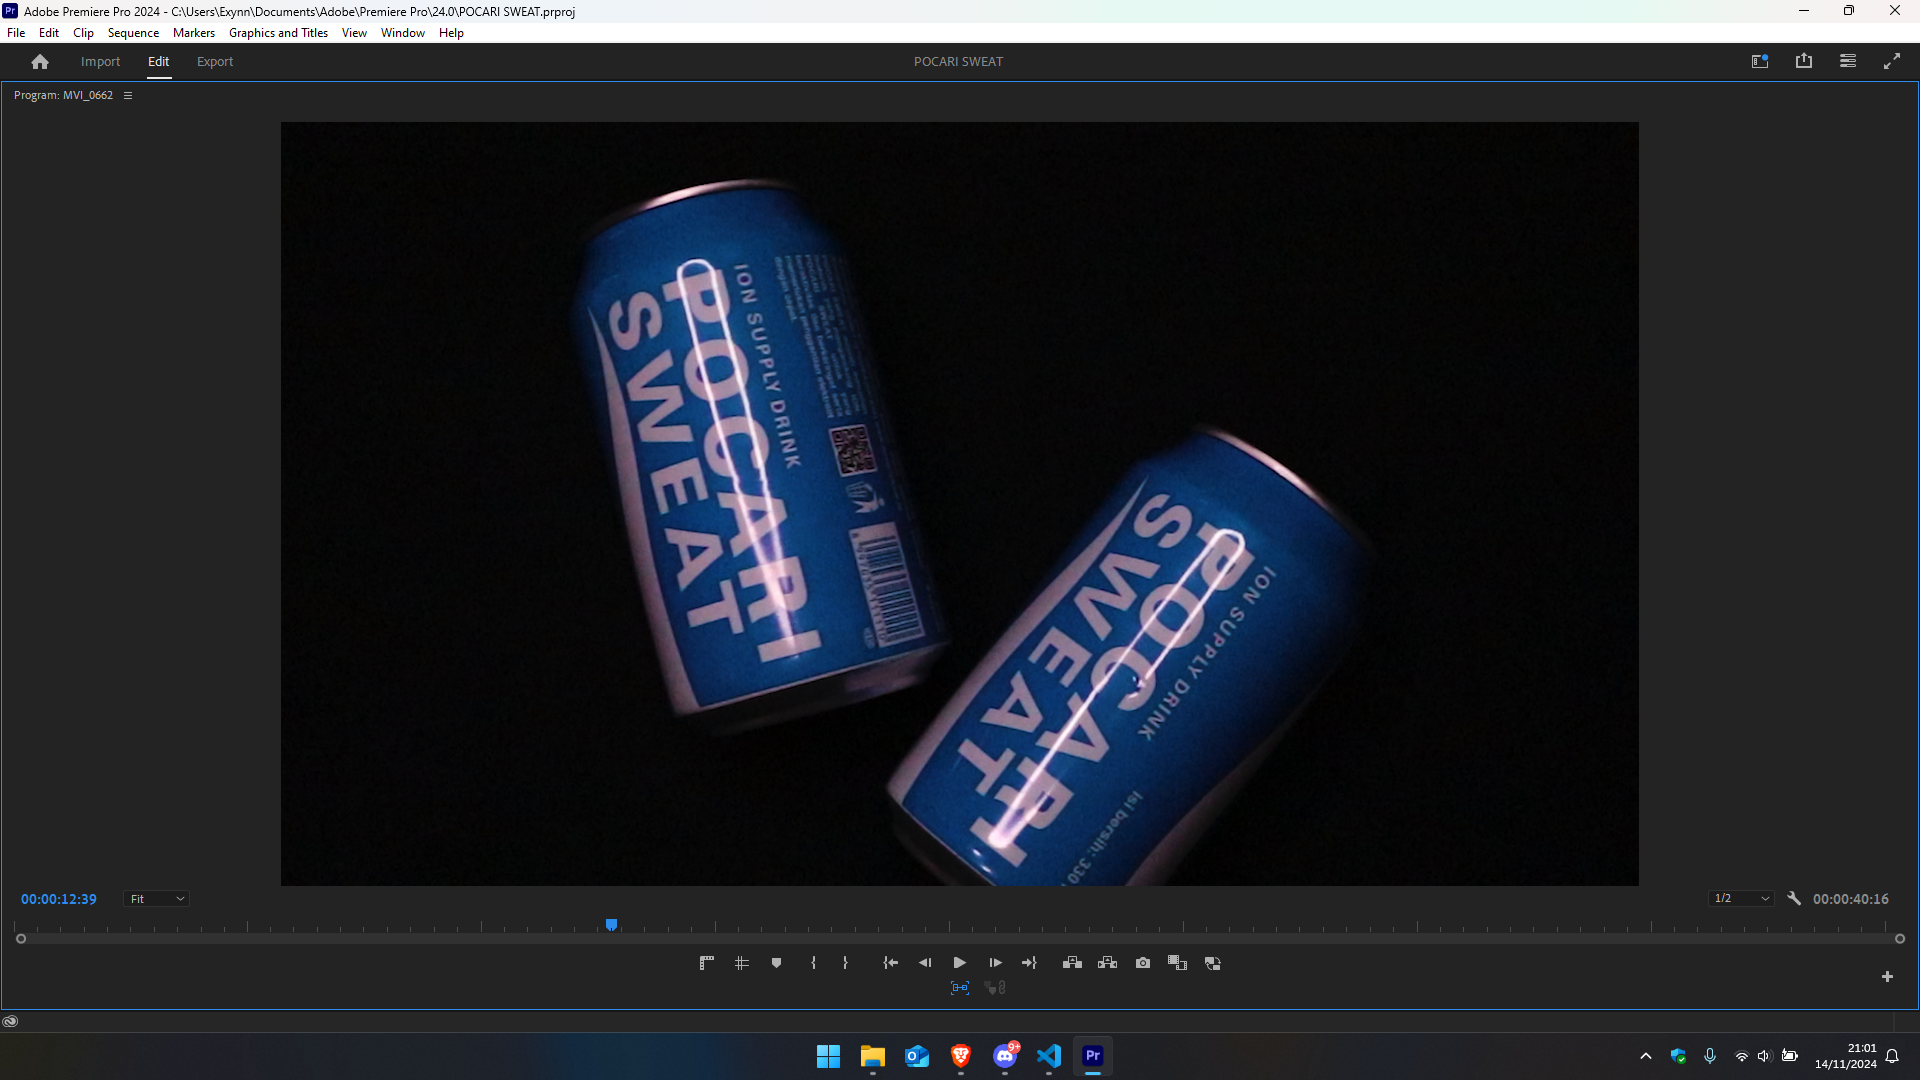 Adobe Premiere Pro 2024 - C:\Users\Exynn\Documents\Adobe\Premiere Pro\24.0\POCARI SWEAT.prproj
File Edit Clip Sequence Markers Graphics and Titles View Window Help
Import Edit Export
POCARI SWEAT
Program: MVI_0662
ION SUPPLY DRINK
POCARI
SWEAT
ION SUPPLY DRINK
POCARI
SWEAT
isi bersih: 330
00:00:12:39
Fit
1/2
00:00:40:16
9+
Pr
21:01
14/11/2024